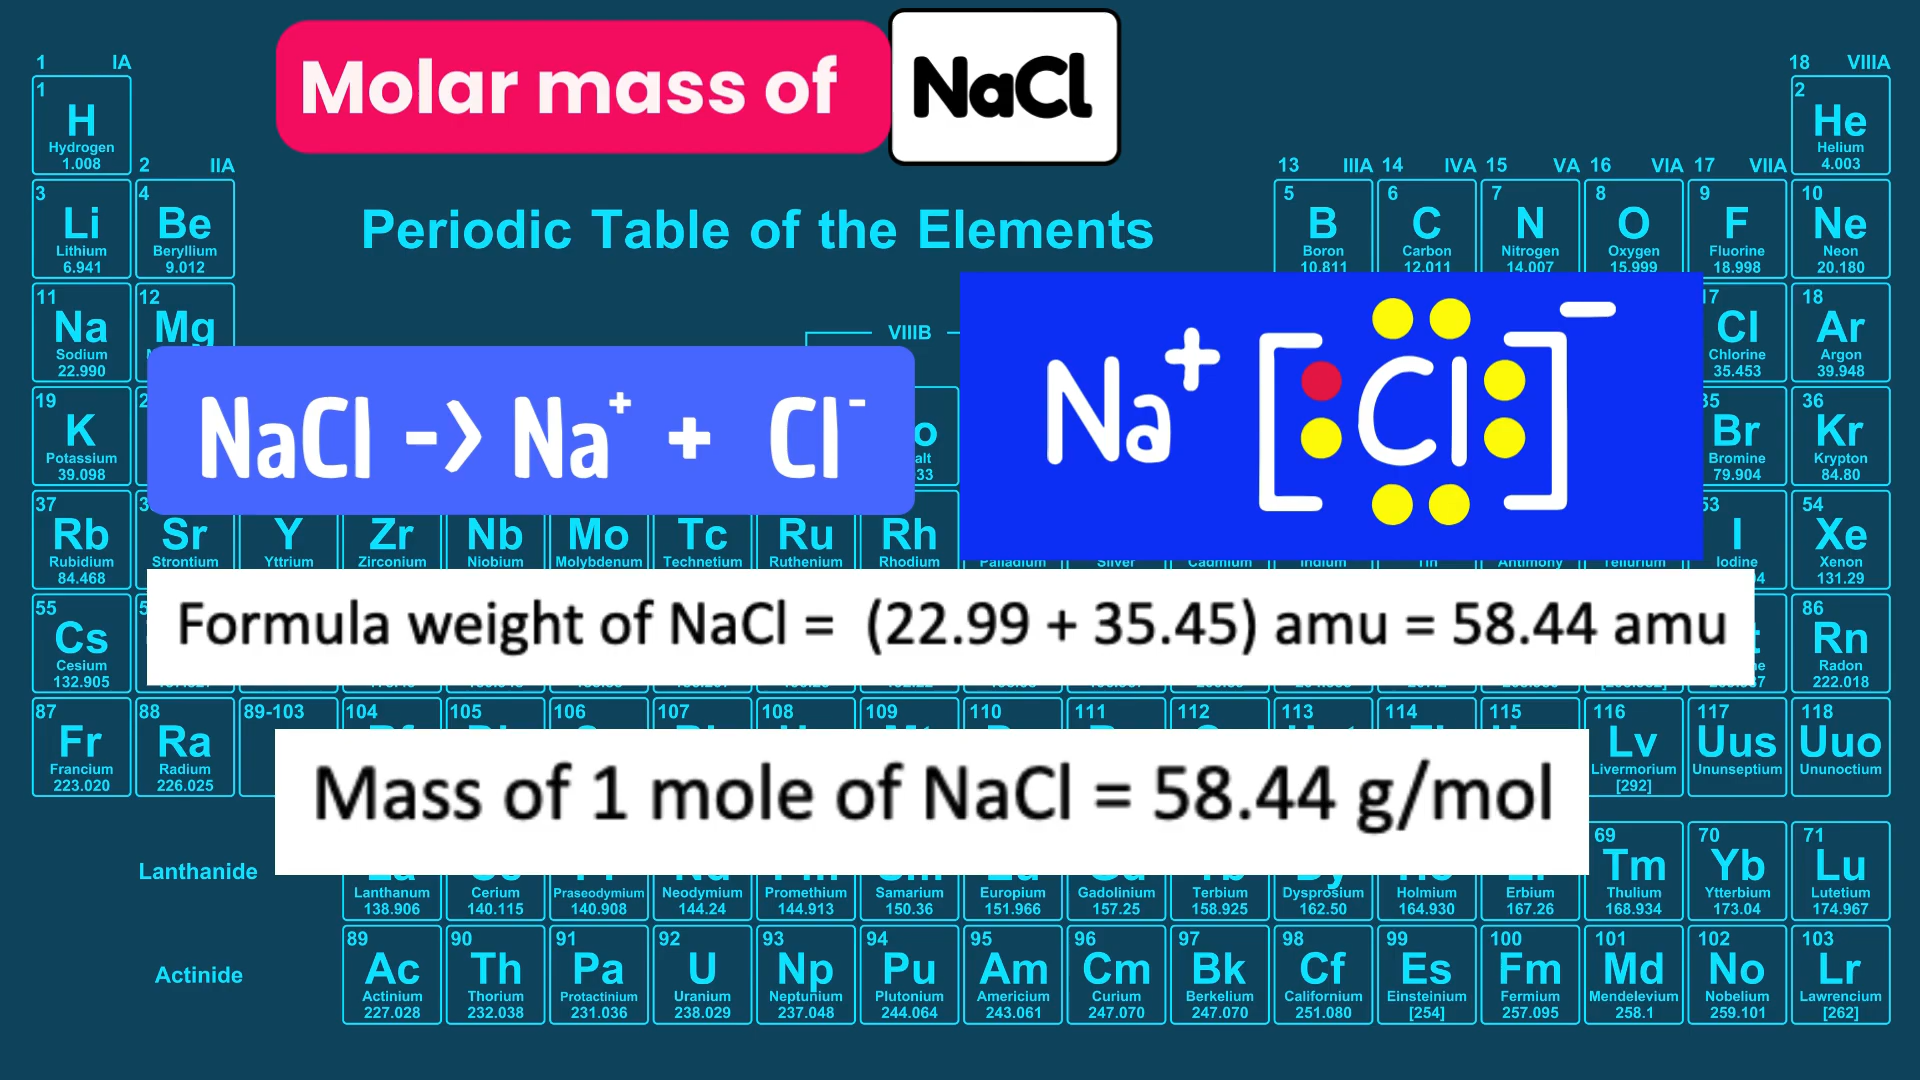 Molar mass of NaCl
1 IA 18 VIIIA
1 2
H He
Hydrogen Helium
1.008 4.003
2 IIA 13 IIIA 14 IVA 15 VA 16 VIA 17 VIIA
3 4 5 6 7 8 9 10
Li Be B C N O F Ne
Periodic Table of the Elements
Lithium Beryllium Boron Carbon Nitrogen Oxygen Fluorine Neon
6.941 9.012 10.811 12.011 14.007 15.999 18.998 20.180
11 12 17 18
Na Mg Cl Ar
VIIIB
Sodium Chlorine Argon
22.990 35.453 39.948
Na+ [Cl]−
NaCl -> Na+ + Cl-
19 36
K Br Kr
Potassium Bromine Krypton
39.098 79.904 84.80
37 54
Rb Sr Y Zr Nb Mo Tc Ru Rh I Xe
Rubidium Strontium Yttrium Zirconium Niobium Molybdenum Technetium Ruthenium Rhodium Iodine Xenon
84.468 131.29
Formula weight of NaCl = (22.99 + 35.45) amu = 58.44 amu
55 86
Cs Rn
Cesium Radon
132.905 222.018
87 88 89-103 104 105 106 107 108 109 110 111 112 113 114 115 116 117 118
Fr Ra Lv Uus Uuo
Francium Radium Livermorium Ununseptium Ununoctium
223.020 226.025 [292]
Mass of 1 mole of NaCl = 58.44 g/mol
69 70 71
Tm Yb Lu
Lanthanide
Lanthanum Cerium Praseodymium Neodymium Promethium Samarium Europium Gadolinium Terbium Dysprosium Holmium Erbium Thulium Ytterbium Lutetium
138.906 140.115 140.908 144.24 144.913 150.36 151.966 157.25 158.925 162.50 164.930 167.26 168.934 173.04 174.967
89 90 91 92 93 94 95 96 97 98 99 100 101 102 103
Ac Th Pa U Np Pu Am Cm Bk Cf Es Fm Md No Lr
Actinide
Actinium Thorium Protactinium Uranium Neptunium Plutonium Americium Curium Berkelium Californium Einsteinium Fermium Mendelevium Nobelium Lawrencium
227.028 232.038 231.036 238.029 237.048 244.064 243.061 247.070 247.070 251.080 [254] 257.095 258.1 259.101 [262]